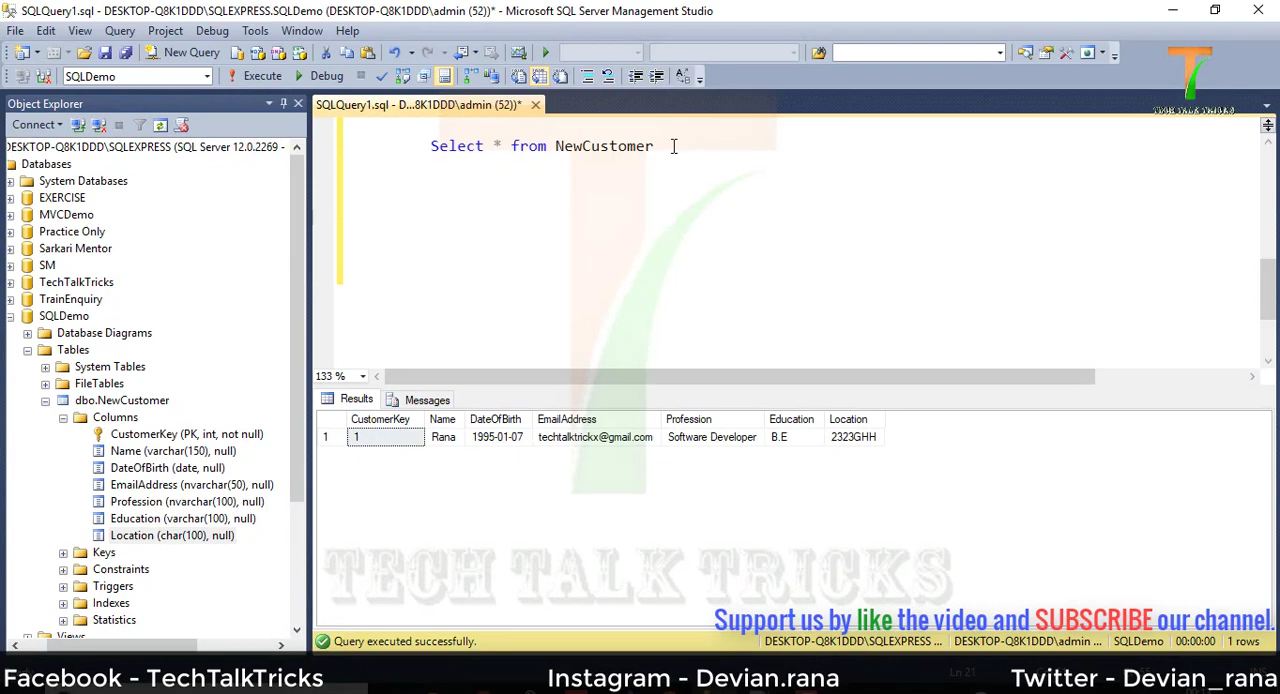 SQLQuery1.sql - DESKTOP-Q8K1DDD\SQLEXPRESS.SQLDemo (DESKTOP-Q8K1DDD\admin (52))* - Microsoft SQL Server Management Studio
File Edit View Query Project Debug Tools Window Help
New Query
SQLDemo Execute Debug
TECH TALK TRICKS
Object Explorer
SQLQuery1.sql - D...8K1DDD\admin (52))*
Connect
DESKTOP-Q8K1DDD\SQLEXPRESS (SQL Server 12.0.2269 -
Databases
System Databases
EXERCISE
MVCDemo
Practice Only
Sarkari Mentor
SM
TechTalkTricks
TrainEnquiry
SQLDemo
Database Diagrams
Tables
System Tables
FileTables
dbo.NewCustomer
Columns
CustomerKey (PK, int, not null)
Name (varchar(150), null)
DateOfBirth (date, null)
EmailAddress (nvarchar(50), null)
Profession (nvarchar(100), null)
Education (varchar(100), null)
Location (char(100), null)
Keys
Constraints
Triggers
Indexes
Statistics
Views
Select * from NewCustomer
133 %
Results Messages
CustomerKey Name DateOfBirth EmailAddress Profession Education Location
1 1 Rana 1995-01-07 techtalktrickx@gmail.com Software Developer B.E 2323GHH
TECH TALK TRICKS
Support us by like the video and SUBSCRIBE our channel.
Query executed successfully. DESKTOP-Q8K1DDD\SQLEXPRESS ... DESKTOP-Q8K1DDD\admin ... SQLDemo 00:00:00 1 rows
Ln 21
Facebook - TechTalkTricks Instagram - Devian.rana Twitter - Devian_rana